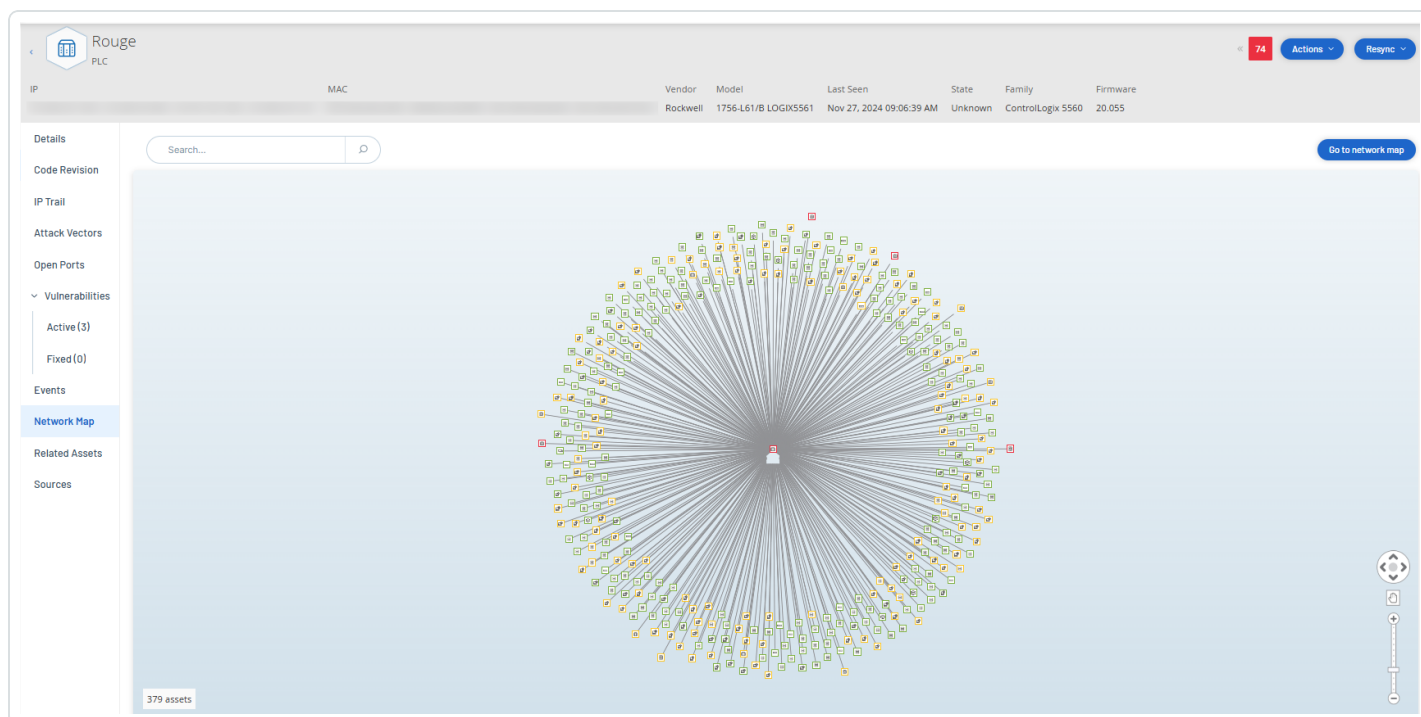 Rouge
PLC
« 74 Actions Resync
IP MAC Vendor Model Last Seen State Family Firmware
Rockwell 1756-L61/B LOGIX5561 Nov 27, 2024 09:06:39 AM Unknown ControlLogix 5560 20.055
Details
Search...
Go to network map
Code Revision
IP Trail
Attack Vectors
Open Ports
Vulnerabilities
Active (3)
Fixed (0)
Events
Network Map
Related Assets
Sources
379 assets